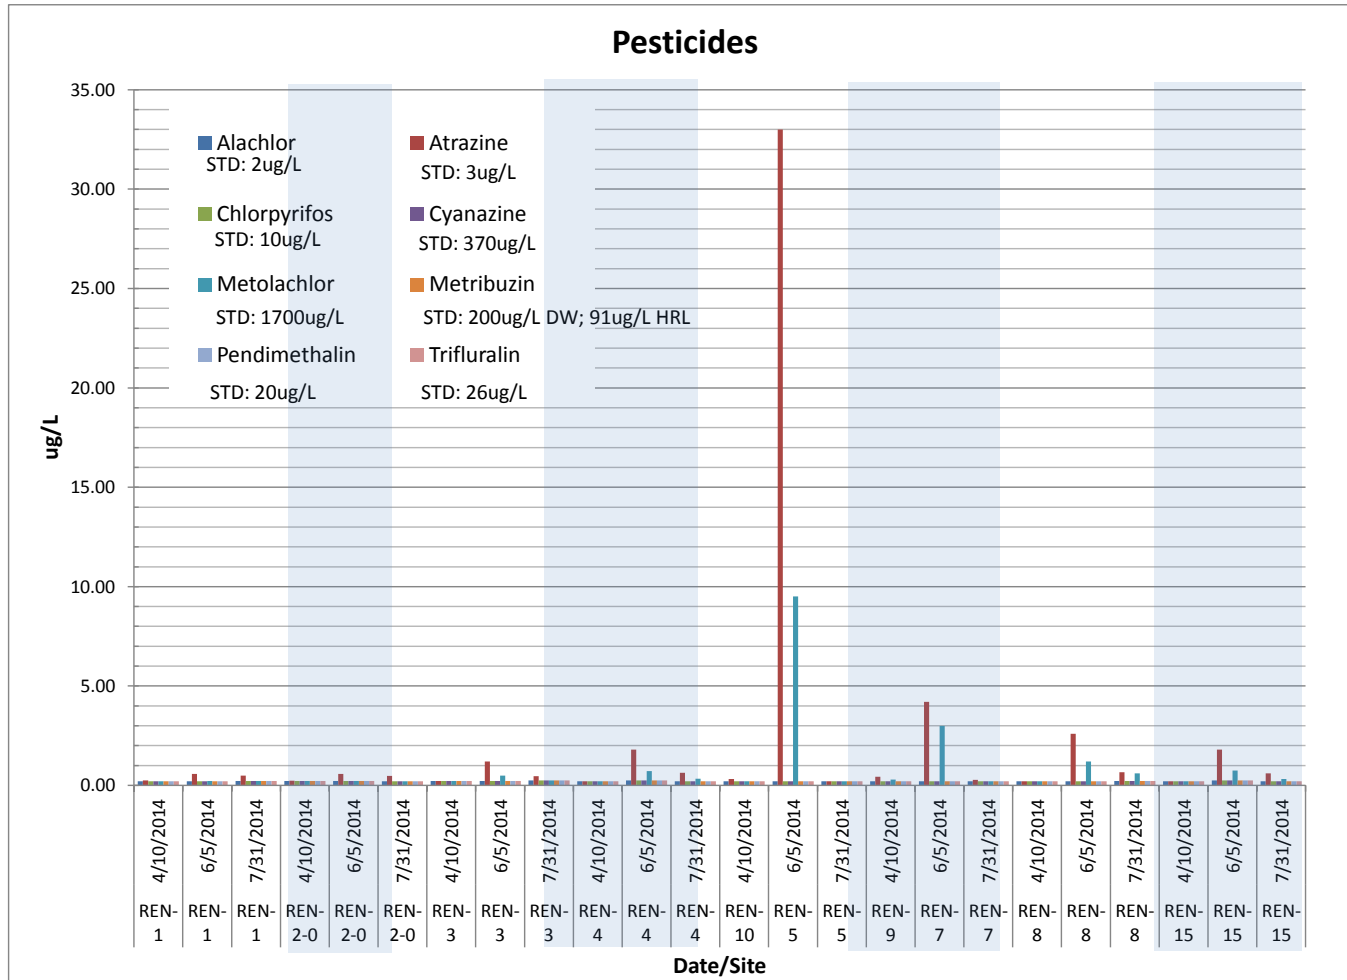 Pesticides
35.00
30.00
25.00
20.00
15.00
10.00
5.00
0.00
ug/L
Alachlor
STD: 2ug/L
Atrazine
STD: 3ug/L
Chlorpyrifos
STD: 10ug/L
Cyanazine
STD: 370ug/L
Metolachlor
STD: 1700ug/L
Metribuzin
STD: 200ug/L DW; 91ug/L HRL
Pendimethalin
STD: 20ug/L
Trifluralin
STD: 26ug/L
4/10/2014 6/5/2014 7/31/2014 4/10/2014 6/5/2014 7/31/2014 4/10/2014 6/5/2014 7/31/2014 4/10/2014 6/5/2014 7/31/2014 4/10/2014 6/5/2014 7/31/2014 4/10/2014 6/5/2014 7/31/2014 4/10/2014 6/5/2014 7/31/2014 4/10/2014 6/5/2014 7/31/2014
REN- REN- REN- REN- REN- REN- REN- REN- REN- REN- REN- REN- REN- REN- REN- REN- REN- REN- REN- REN- REN- REN- REN- REN-
1 1 1 2-0 2-0 2-0 3 3 3 4 4 4 10 5 5 9 7 7 8 8 8 15 15 15
Date/Site